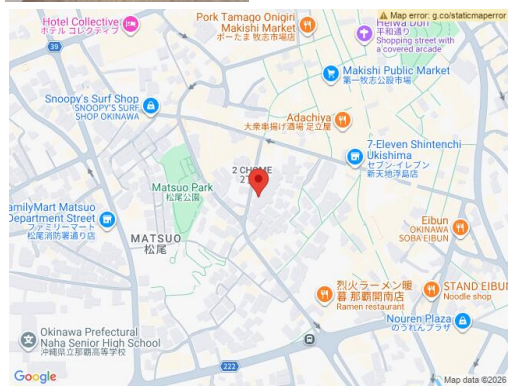 Map error: g.co/staticmaperror
Hotel Collective
ホテル コレクティブ
Pork Tamago Onigiri
Makishi Market
ポーたま 牧志市場店
Heiwa Dori
平和通り
Shopping street with
a covered arcade
39
Makishi Public Market
第一牧志公設市場
Snoopy's Surf Shop
SNOOPY'S SURF
SHOP OKINAWA
Adachiya
大衆串揚げ酒場 足立屋
7-Eleven Shintenchi
Ukishima
セブン-イレブン
新天地浮島店
2 CHOME
Matsuo Park
松尾公園
FamilyMart Matsuo
Department Street
ファミリーマート
松尾消防署通り店
MATSUO
松尾
Eibun
OKINAWA
SOBA EIBUN
烈火ラーメン暖
暮 那覇開南店
Ramen restaurant
STAND EIBUN
Noodle shop
Nouren Plaza
のうれんプラザ
Okinawa Prefectural
Naha Senior High School
沖縄県立那覇高等学校
222
Google
Map data ©2026